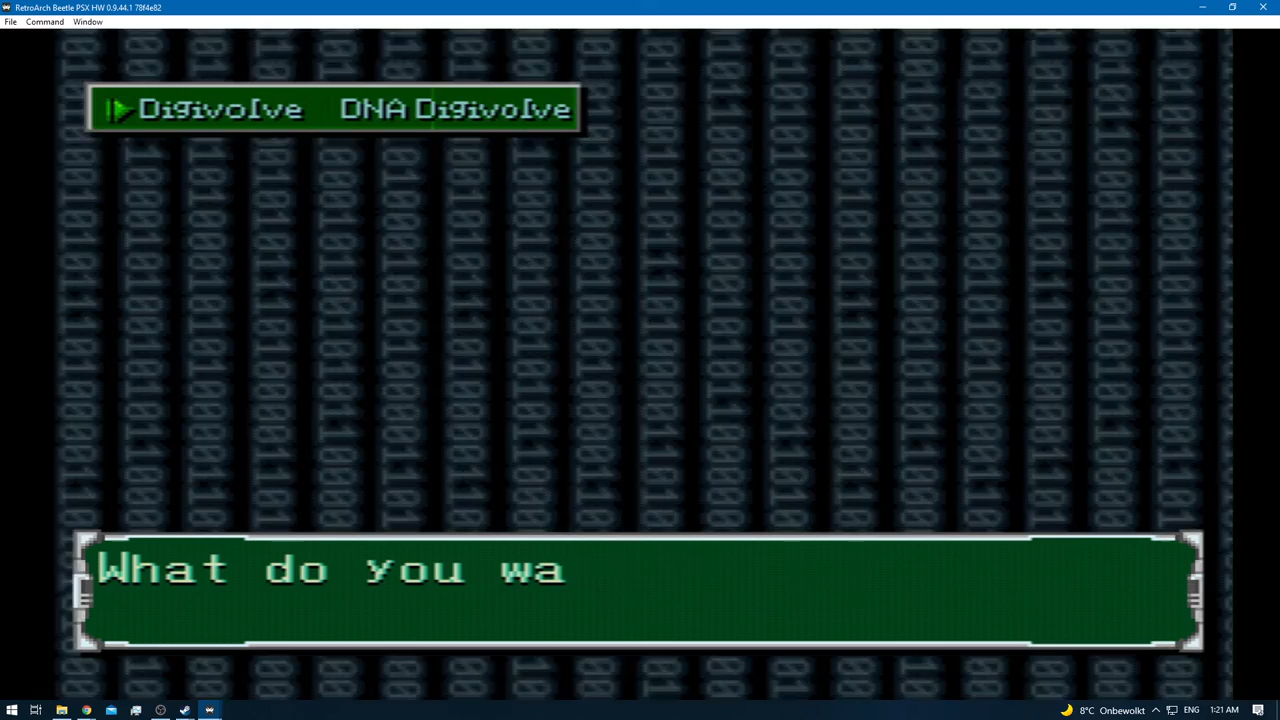 RetroArch Beetle PSX HW 0.9.44.1 78f4e82
File Command Window
Digivolve DNA Digivolve
What do you wa
8°C Bewolkt ENG 1:21 AM